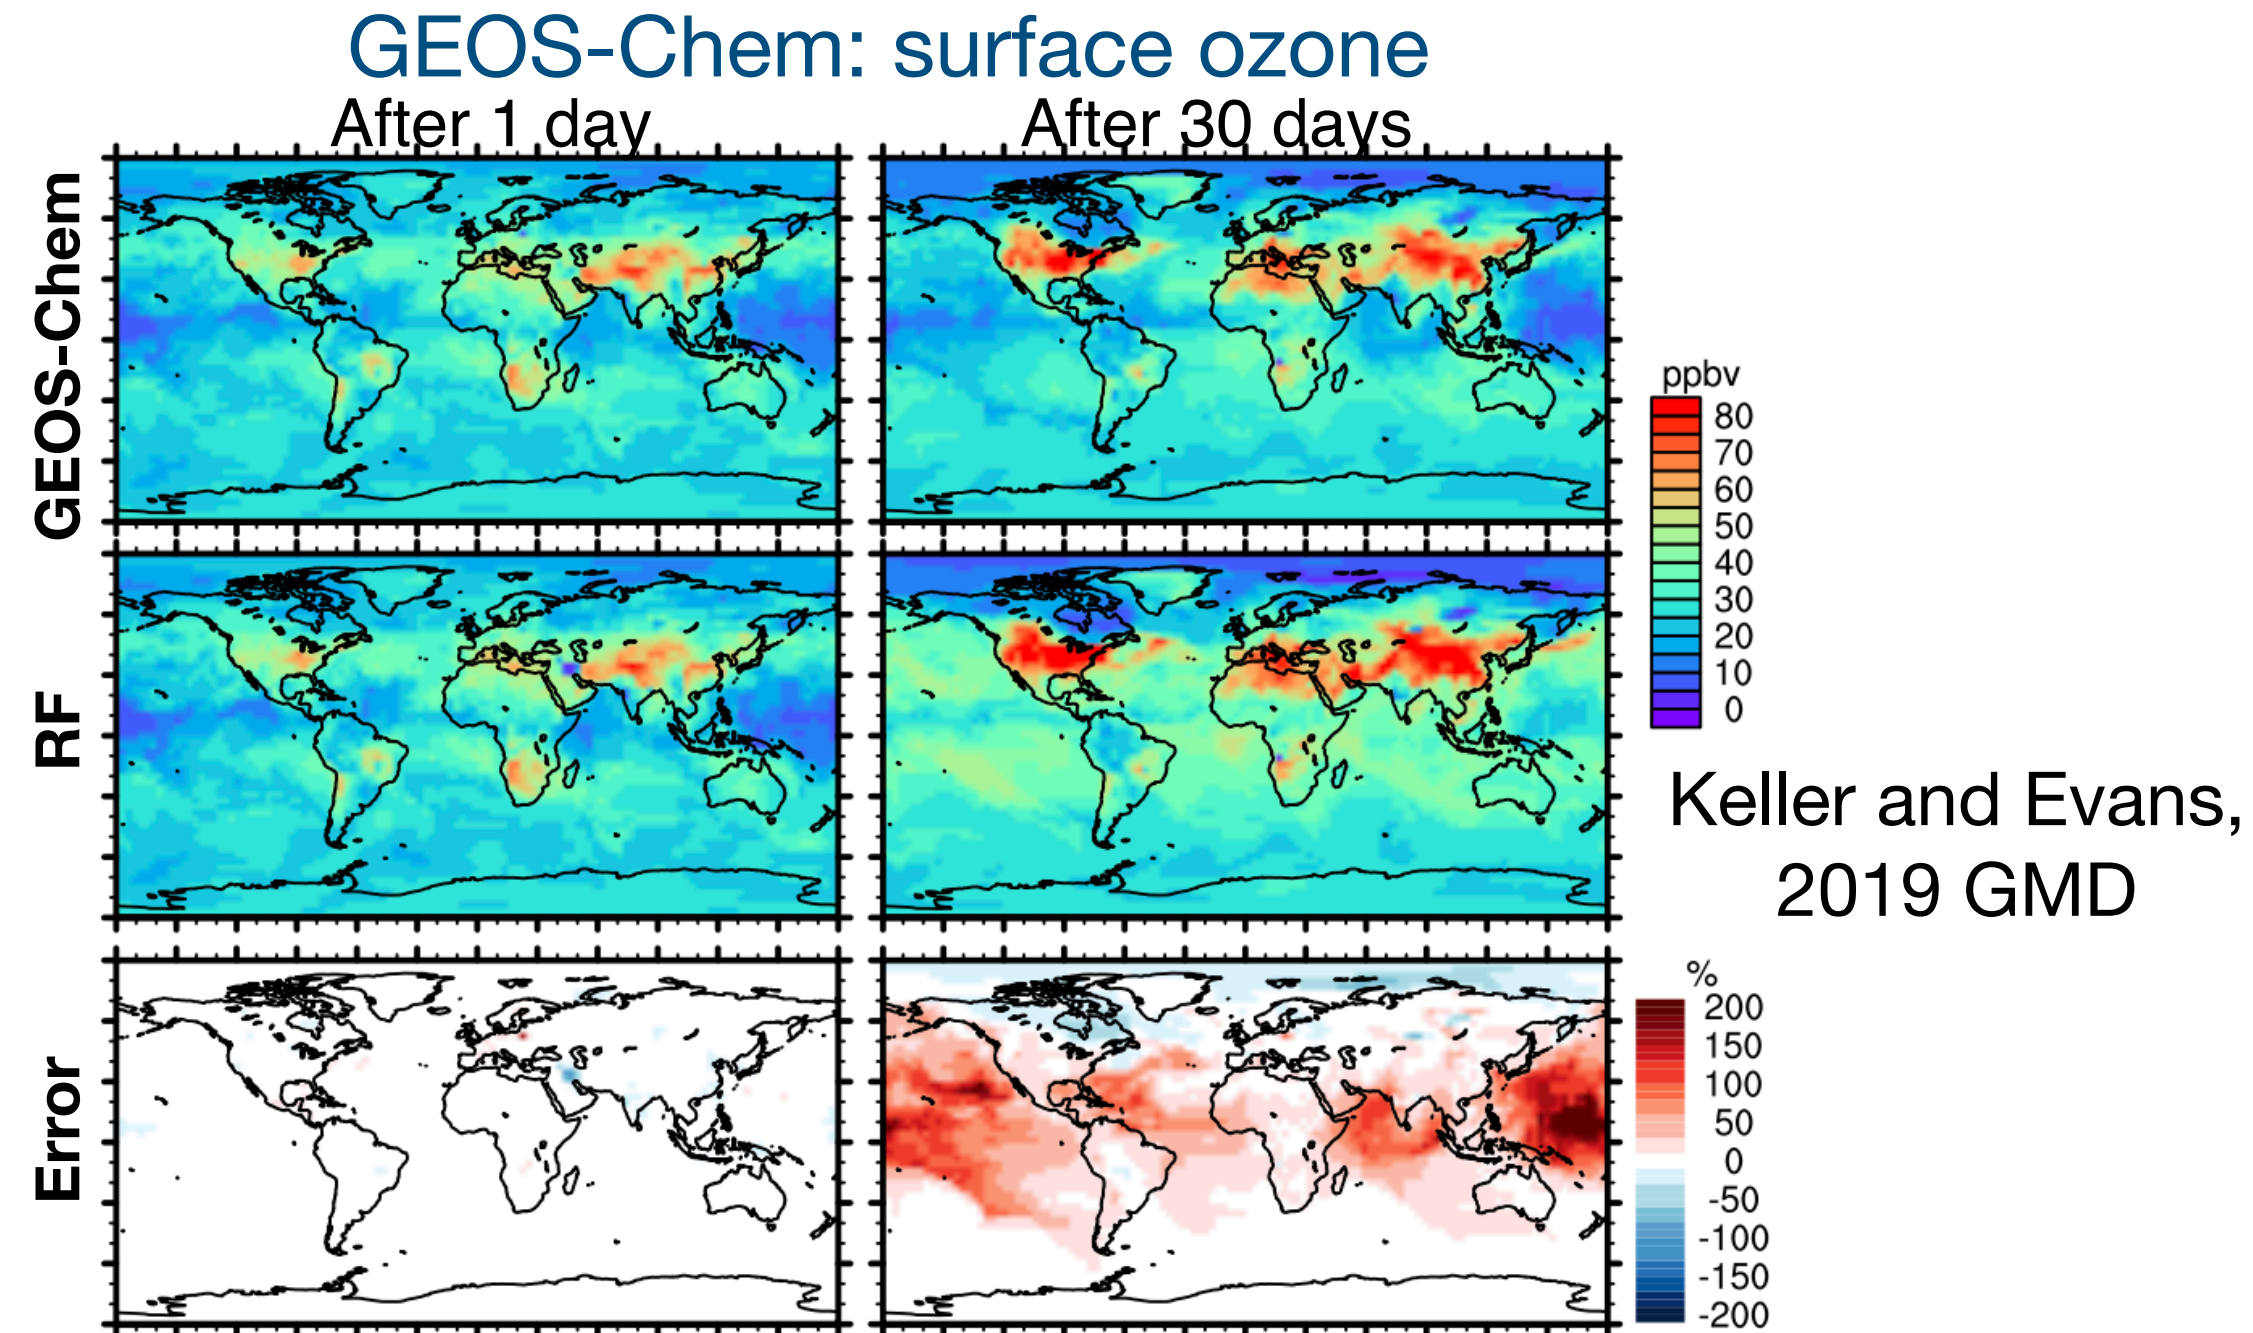 GEOS-Chem: surface ozone
After 1 day
After 30 days
GEOS-Chem
RF
Error
ppbv
80
70
60
50
40
30
20
10
0
Keller and Evans,
2019 GMD
%
200
150
100
50
0
-50
-100
-150
-200